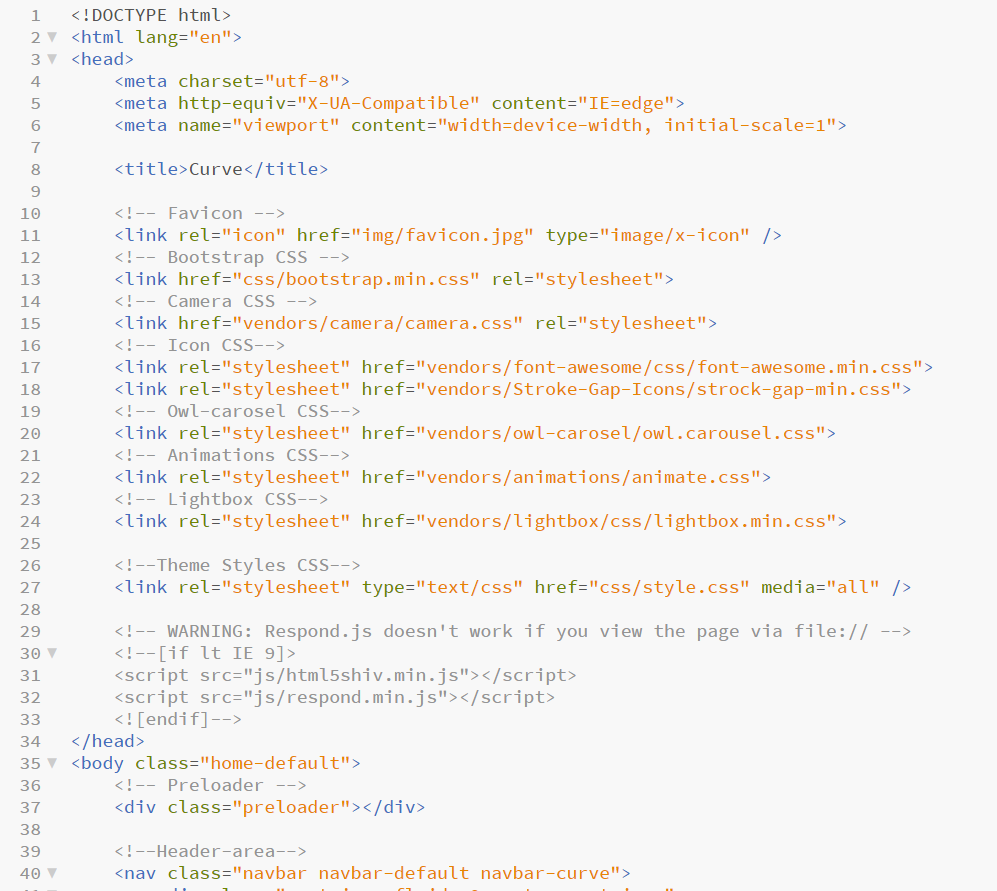 1 <!DOCTYPE html>
2 <html lang="en">
3 <head>
4 <meta charset="utf-8">
5 <meta http-equiv="X-UA-Compatible" content="IE=edge">
6 <meta name="viewport" content="width=device-width, initial-scale=1">
7
8 <title>Curve</title>
9
10 <!-- Favicon -->
11 <link rel="icon" href="img/favicon.jpg" type="image/x-icon" />
12 <!-- Bootstrap CSS -->
13 <link href="css/bootstrap.min.css" rel="stylesheet">
14 <!-- Camera CSS -->
15 <link href="vendors/camera/camera.css" rel="stylesheet">
16 <!-- Icon CSS-->
17 <link rel="stylesheet" href="vendors/font-awesome/css/font-awesome.min.css">
18 <link rel="stylesheet" href="vendors/Stroke-Gap-Icons/strock-gap-min.css">
19 <!-- Owl-carosel CSS-->
20 <link rel="stylesheet" href="vendors/owl-carosel/owl.carousel.css">
21 <!-- Animations CSS-->
22 <link rel="stylesheet" href="vendors/animations/animate.css">
23 <!-- Lightbox CSS-->
24 <link rel="stylesheet" href="vendors/lightbox/css/lightbox.min.css">
25
26 <!--Theme Styles CSS-->
27 <link rel="stylesheet" type="text/css" href="css/style.css" media="all" />
28
29 <!-- WARNING: Respond.js doesn't work if you view the page via file:// -->
30 <!--[if lt IE 9]>
31 <script src="js/html5shiv.min.js"></script>
32 <script src="js/respond.min.js"></script>
33 <![endif]-->
34 </head>
35 <body class="home-default">
36 <!-- Preloader -->
37 <div class="preloader"></div>
38
39 <!--Header-area-->
40 <nav class="navbar navbar-default navbar-curve">